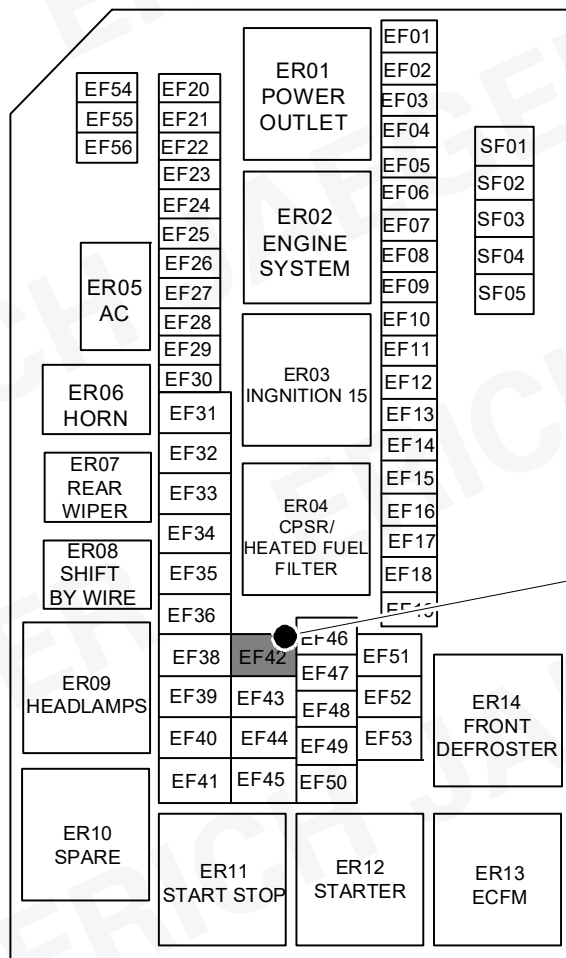 EF54
EF55
EF56
EF20
EF21
EF22
EF23
EF24
EF25
EF26
EF27
EF28
EF29
EF30
EF31
EF32
EF33
EF34
EF35
EF36
EF38
EF39
EF40
EF41
ER01
POWER
OUTLET
ER02
ENGINE
SYSTEM
ER03
INGNITION 15
ER04
CPSR/
HEATED FUEL
FILTER
EF01
EF02
EF03
EF04
EF05
EF06
EF07
EF08
EF09
EF10
EF11
EF12
EF13
EF14
EF15
EF16
EF17
EF18
EF19
SF01
SF02
SF03
SF04
SF05
ER05
AC
ER06
HORN
ER07
REAR
WIPER
ER08
SHIFT
BY WIRE
ER09
HEADLAMPS
ER10
SPARE
EF42
EF43
EF44
EF45
EF46
EF47
EF48
EF49
EF50
EF51
EF52
EF53
ER14
FRONT
DEFROSTER
ER11
START STOP
ER12
STARTER
ER13
ECFM
ERICH JAEGER